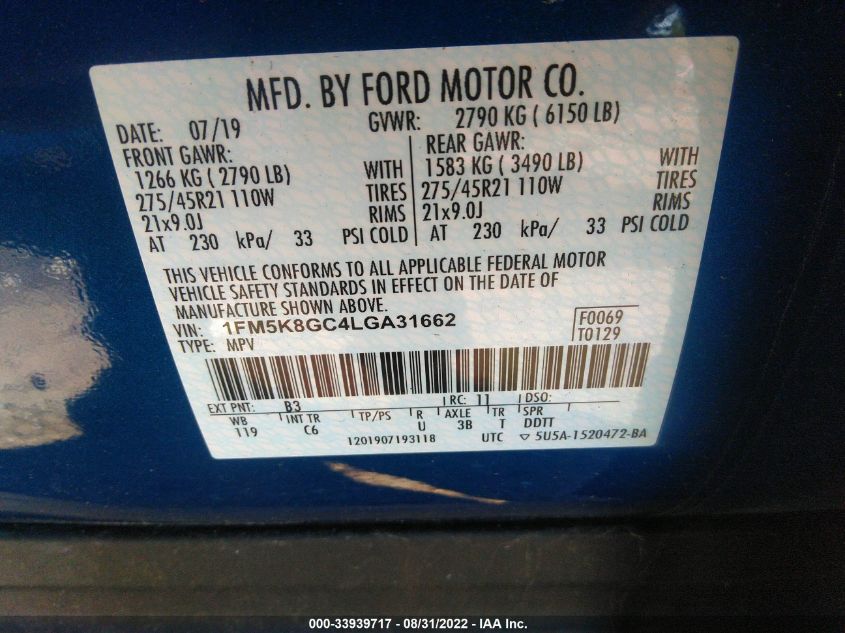 MFD. BY FORD MOTOR CO.
DATE: 07/19 GVWR: 2790 KG ( 6150 LB)
FRONT GAWR: REAR GAWR:
1266 KG ( 2790 LB) WITH 1583 KG ( 3490 LB) WITH
275/45R21 110W TIRES 275/45R21 110W TIRES
21x9.0J RIMS 21x9.0J RIMS
AT 230 kPa/ 33 PSI COLD AT 230 kPa/ 33 PSI COLD
THIS VEHICLE CONFORMS TO ALL APPLICABLE FEDERAL MOTOR
VEHICLE SAFETY STANDARDS IN EFFECT ON THE DATE OF
MANUFACTURE SHOWN ABOVE.
VIN: 1FM5K8GC4LGA31662 F0069
TYPE: MPV T0129
EXT PNT: B3 RC: 11 DSO:
WB INT TR TP/PS R AXLE TR SPR
119 C6 U 3B T DDTT
1201907193118 UTC ▽ 5U5A-1520472-BA
000-33939717 - 08/31/2022 - IAA Inc.